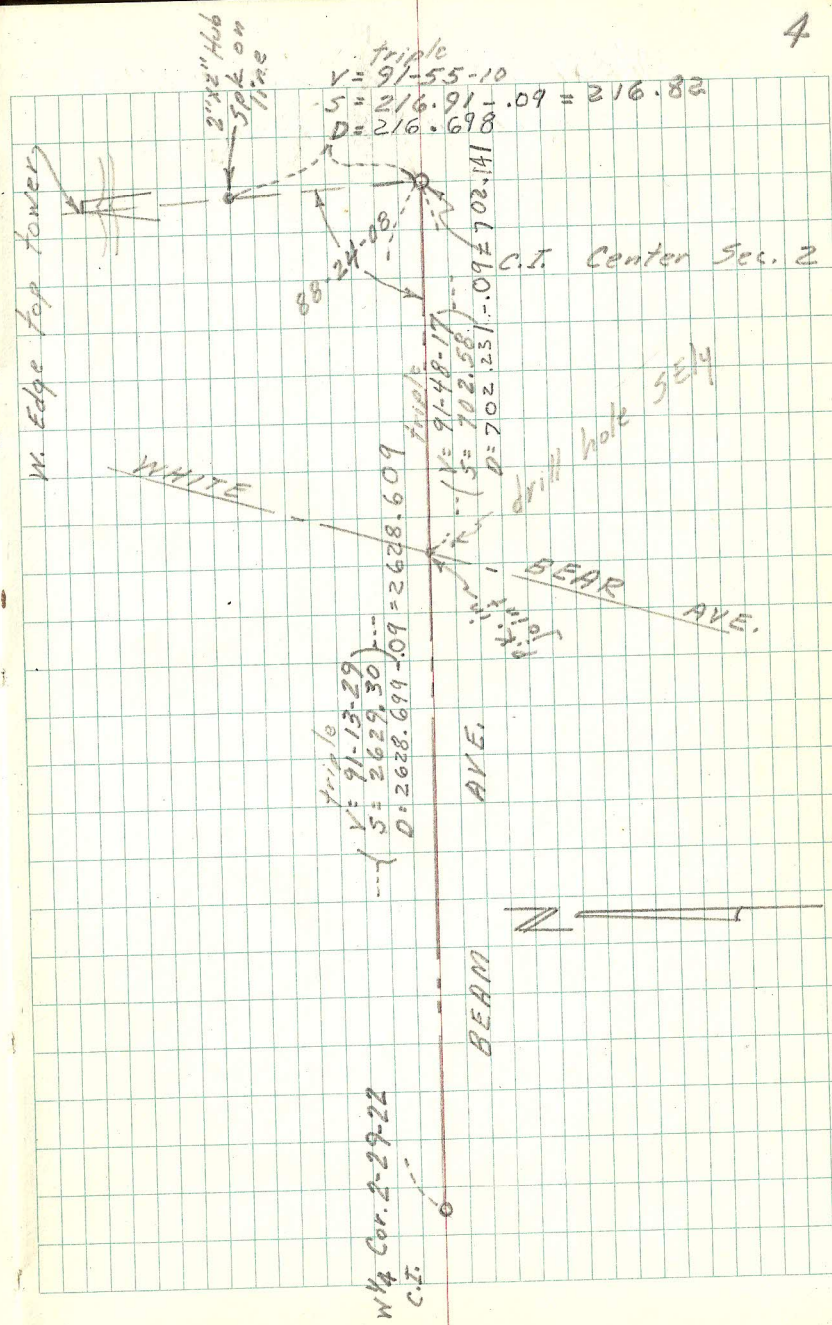 4
triple
V = 91-55-10
S = 216.91 - .09 = 216.82
D = 216.698
2"x2" Hub
Spk on
line
W. Edge top tower
88-24-08
C.I. Center Sec. 2
triple
(V = 91-48-17)
S = 702.58
D = 702.231 - .09 = 702.141
drill hole SEly
WHITE
BEAR
AVE.
triple
(V = 91-13-29
S = 2629.30)
D = 2628.699 - .09 = 2628.609
BEAM
AVE.
N
W 1/4 Cor. 2-29-22
C.I.